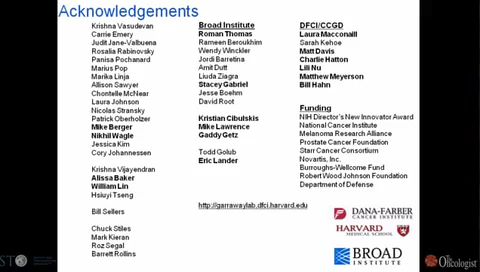 Acknowledgements
Krishna Vasudevan
Carrie Emery
Judit Jane-Valbuena
Rosalia Rabinovsky
Panisa Pochanard
Marius Pop
Marika Linja
Allison Sawyer
Chontelle McNear
Laura Johnson
Nicolas Stransky
Patrick Oberholzer
Mike Berger
Nikhil Wagle
Jessica Kim
Cory Johannessen
Krishna Vijayendran
Alissa Baker
William Lin
Hsiuyi Tseng
Bill Sellers
Chuck Stiles
Mark Kieran
Roz Segal
Barrett Rollins
Broad Institute
Roman Thomas
Rameen Beroukhim
Wendy Winckler
Jordi Barretina
Amit Dutt
Liuda Ziagra
Stacey Gabriel
Jesse Boehm
David Root
Kristian Cibulskis
Mike Lawrence
Gaddy Getz
Todd Golub
Eric Lander
http://garrawaylab.dfci.harvard.edu
DFCI/CCGD
Laura Macconaill
Sarah Kehoe
Matt Davis
Charlie Hatton
Lili Niu
Matthew Meyerson
Bill Hahn
Funding
NIH Director's New Innovator Award
National Cancer Institute
Melanoma Research Alliance
Prostate Cancer Foundation
Starr Cancer Consortium
Novartis, Inc.
Burroughs-Wellcome Fund
Robert Wood Johnson Foundation
Department of Defense
DANA-FARBER
CANCER INSTITUTE
HARVARD
MEDICAL SCHOOL
BROAD
INSTITUTE
ST
Oncologist